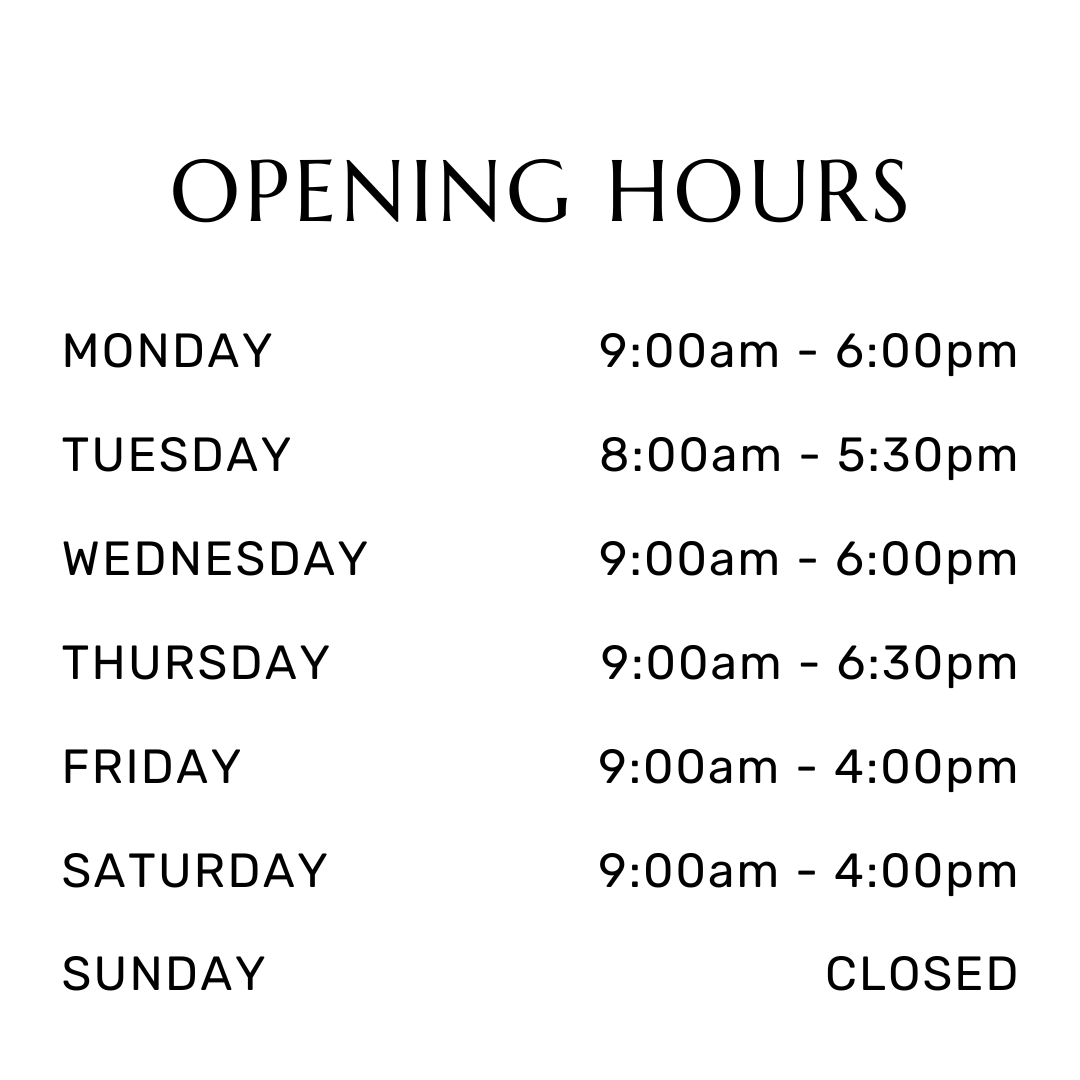 OPENING HOURS
MONDAY 9:00am - 6:00pm
TUESDAY 8:00am - 5:30pm
WEDNESDAY 9:00am - 6:00pm
THURSDAY 9:00am - 6:30pm
FRIDAY 9:00am - 4:00pm
SATURDAY 9:00am - 4:00pm
SUNDAY CLOSED